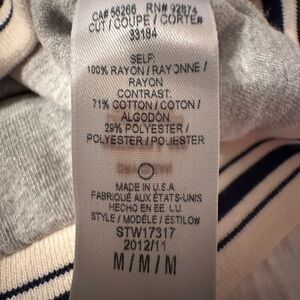 CA# 56266 RN# 92874
CUT / COUPE / CORTE#
33184
SELF:
100% RAYON / RAYONNE /
RAYON
CONTRAST:
71% COTTON / COTON /
ALGODÓN
29% POLYESTER /
POLYESTER / POLIESTER
MADE IN U.S.A.
FABRIQUÉ AUX ÉTATS-UNIS
HECHO EN EE. UU
STYLE / MODÈLE / ESTILO#
STW17317
2012/11
M / M / M